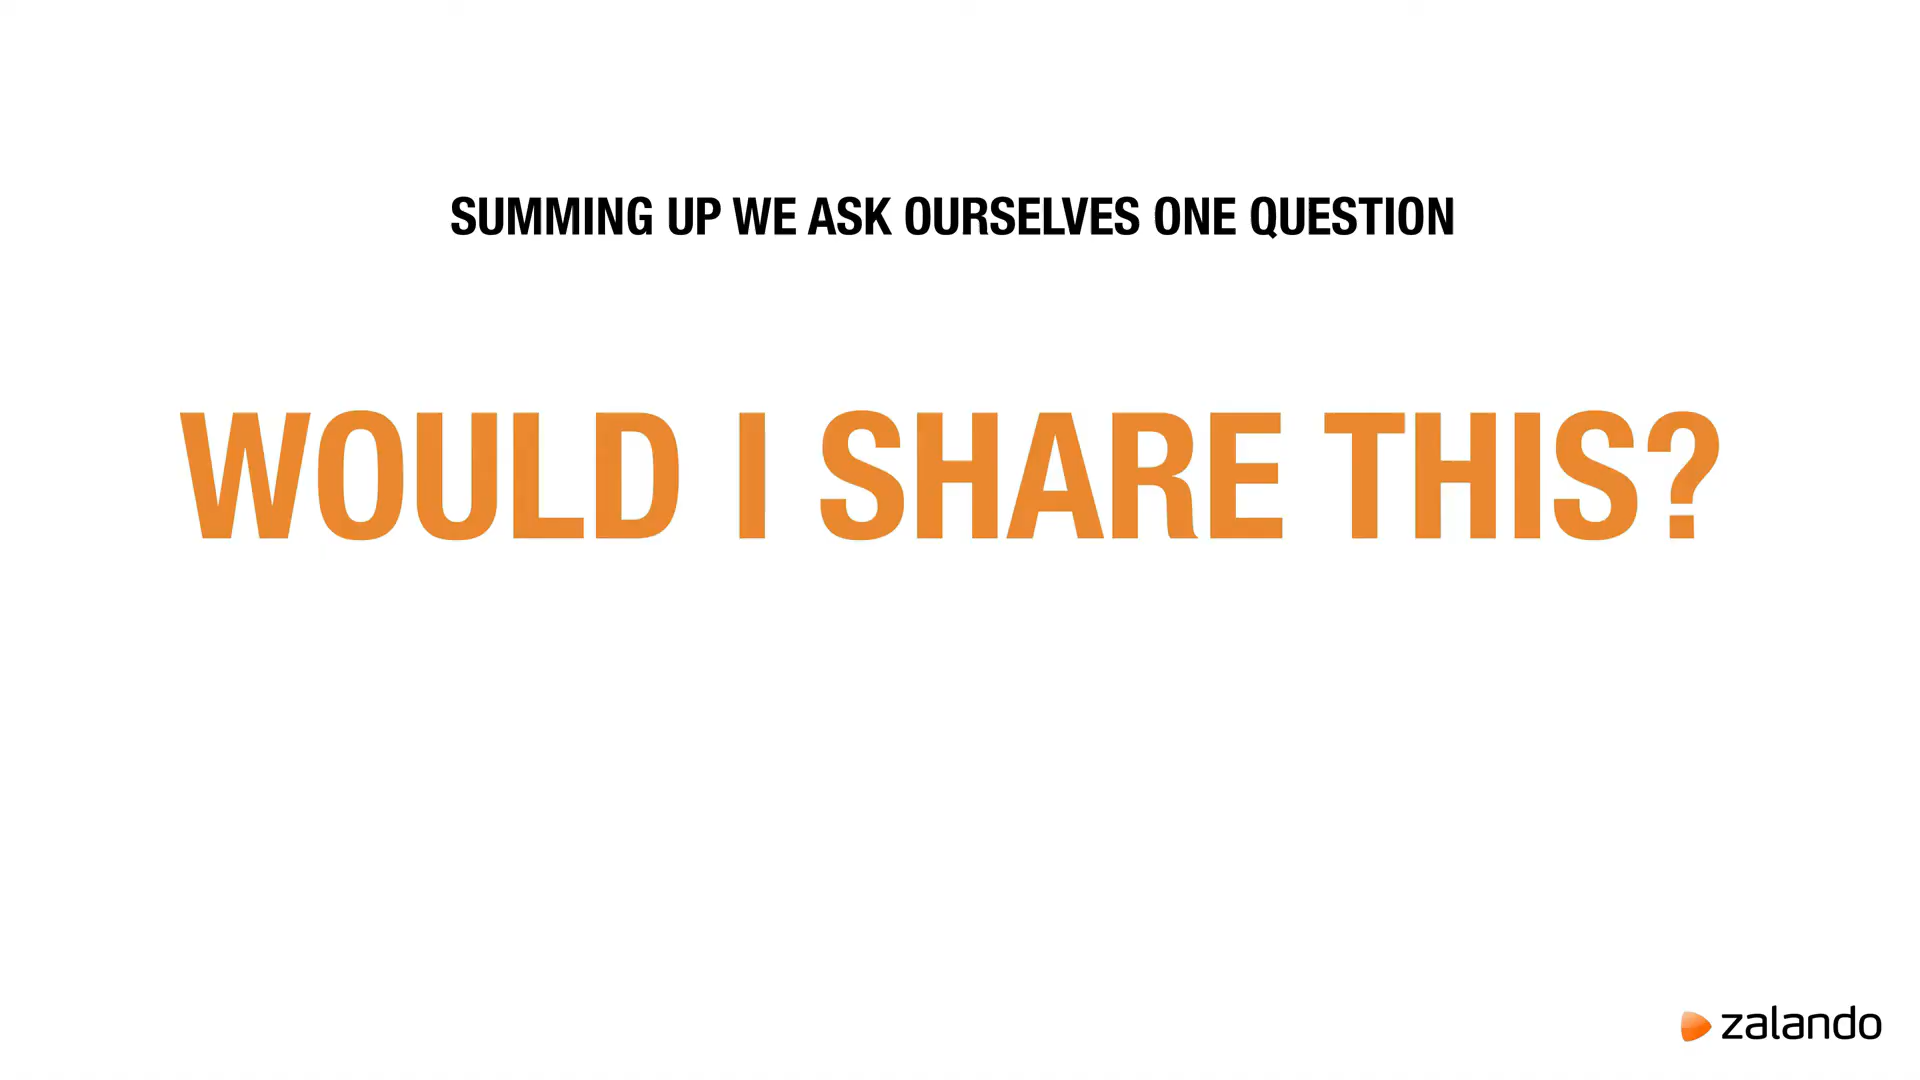 SUMMING UP WE ASK OURSELVES ONE QUESTION
WOULD I SHARE THIS?
zalando